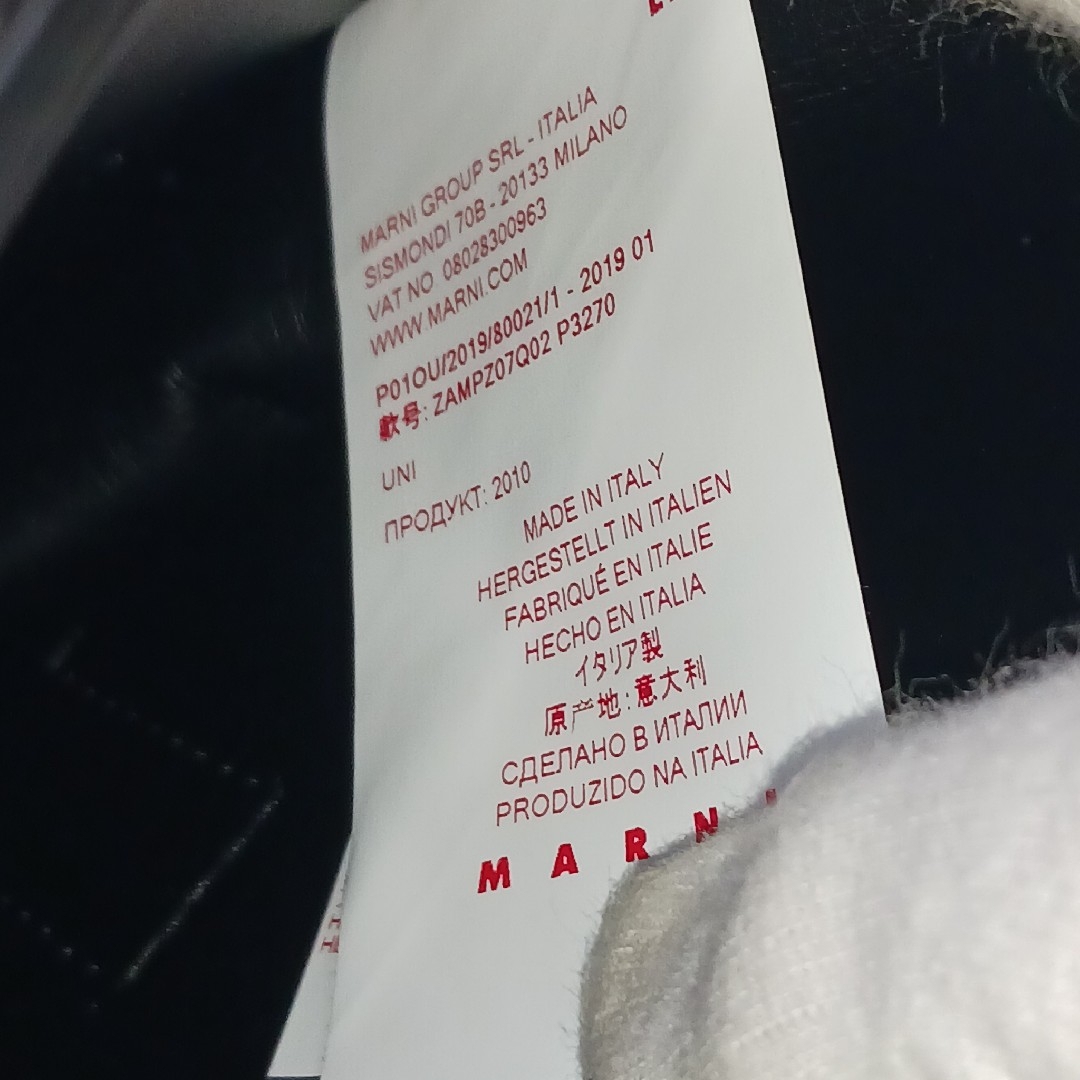 MARNI GROUP SRL - ITALIA
SISMONDI 70B - 20133 MILANO
VAT NO 08028300963
WWW.MARNI.COM
P01OU/2019/80021/1 - 2019 01
款号: ZAMPZ07Q02 P3270
UNI
ПРОДУКТ: 2010
MADE IN ITALY
HERGESTELLT IN ITALIEN
FABRIQUÉ EN ITALIE
HECHO EN ITALIA
イタリア製
原产地:意大利
СДЕЛАНО В ИТАЛИИ
PRODUZIDO NA ITALIA
MARN